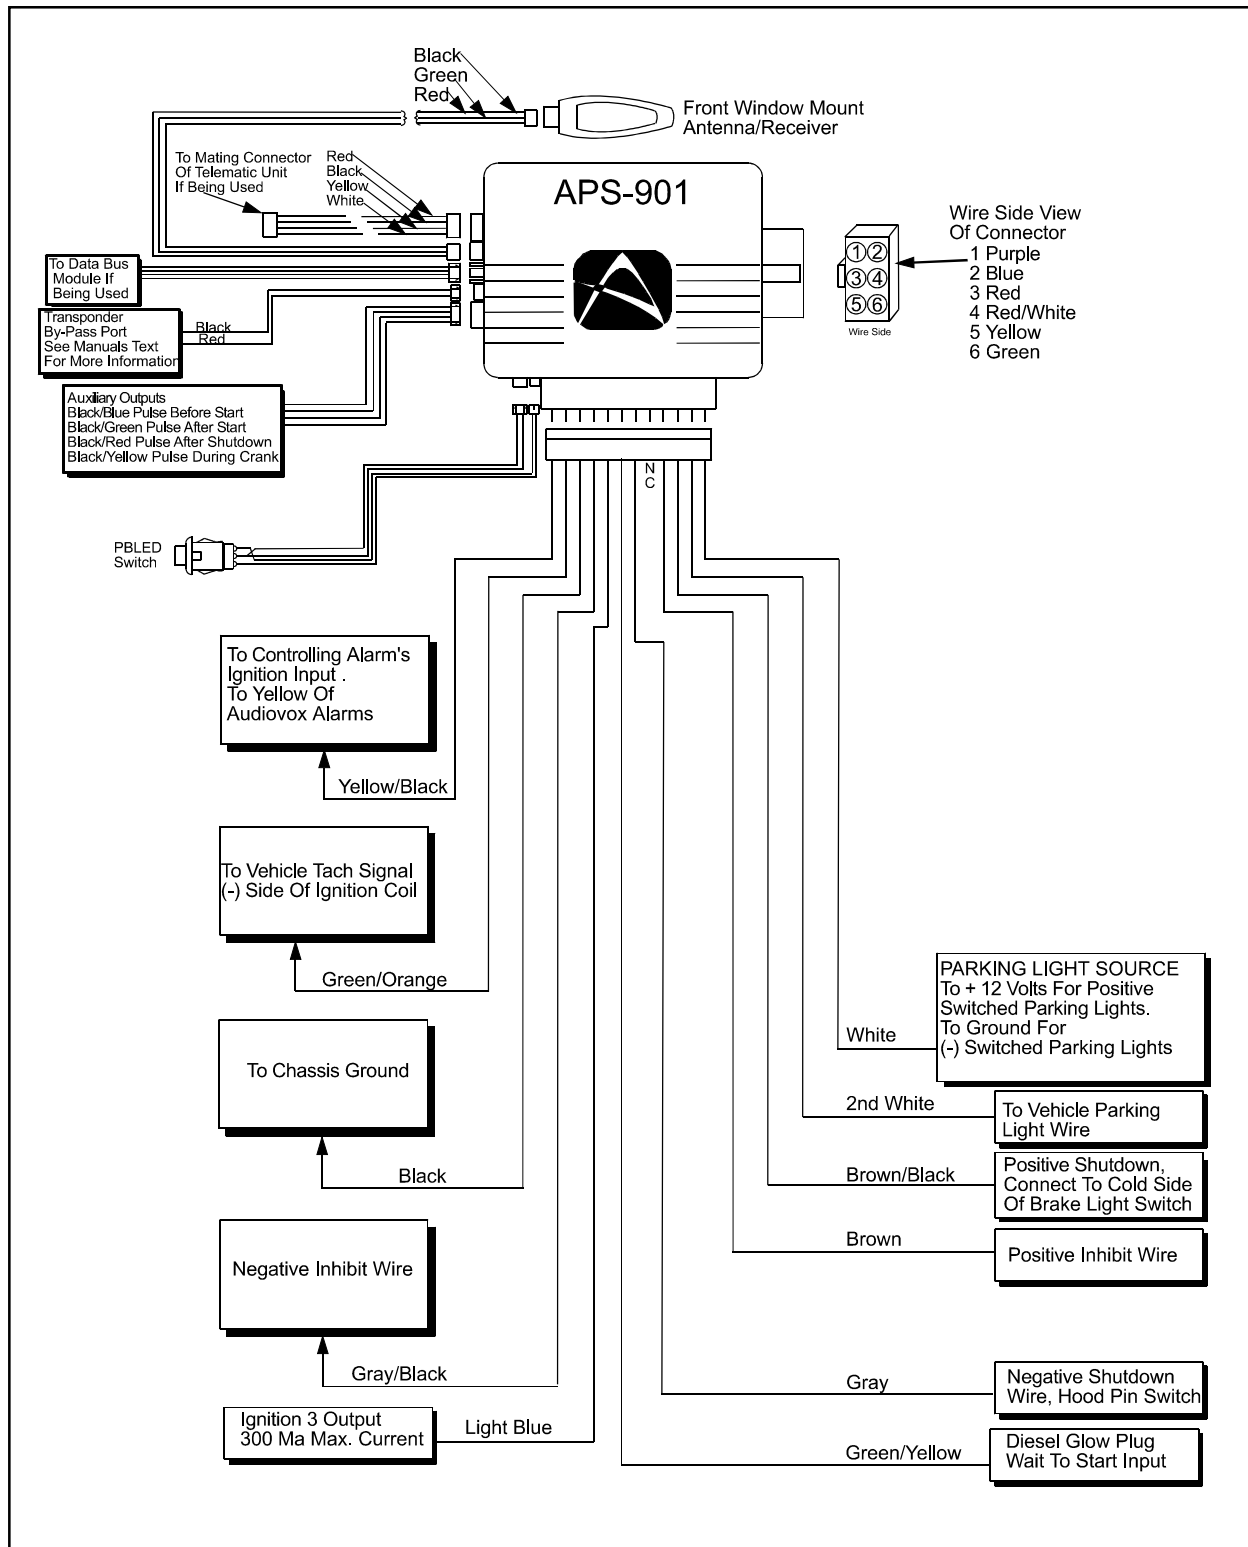 Black
Green
Red
Front Window Mount
Antenna/Receiver
To Mating Connector
Of Telematic Unit
If Being Used
Red
Black
Yellow
White
APS-901
Wire Side View
Of Connector
1 Purple
2 Blue
3 Red
4 Red/White
5 Yellow
6 Green
1 2
3 4
5 6
Wire Side
To Data Bus
Module If
Being Used
Transponder
By-Pass Port
See Manuals Text
For More Information
Black
Red
Auxiliary Outputs
Black/Blue Pulse Before Start
Black/Green Pulse After Start
Black/Red Pulse After Shutdown
Black/Yellow Pulse During Crank
N
C
PBLED
Switch
To Controlling Alarm's
Ignition Input .
To Yellow Of
Audiovox Alarms
Yellow/Black
To Vehicle Tach Signal
(-) Side Of Ignition Coil
Green/Orange
To Chassis Ground
Black
Negative Inhibit Wire
Gray/Black
Ignition 3 Output
300 Ma Max. Current
Light Blue
PARKING LIGHT SOURCE
To + 12 Volts For Positive
Switched Parking Lights.
To Ground For
(-) Switched Parking Lights
White
2nd White
To Vehicle Parking
Light Wire
Brown/Black
Positive Shutdown,
Connect To Cold Side
Of Brake Light Switch
Brown
Positive Inhibit Wire
Gray
Negative Shutdown
Wire, Hood Pin Switch
Green/Yellow
Diesel Glow Plug
Wait To Start Input